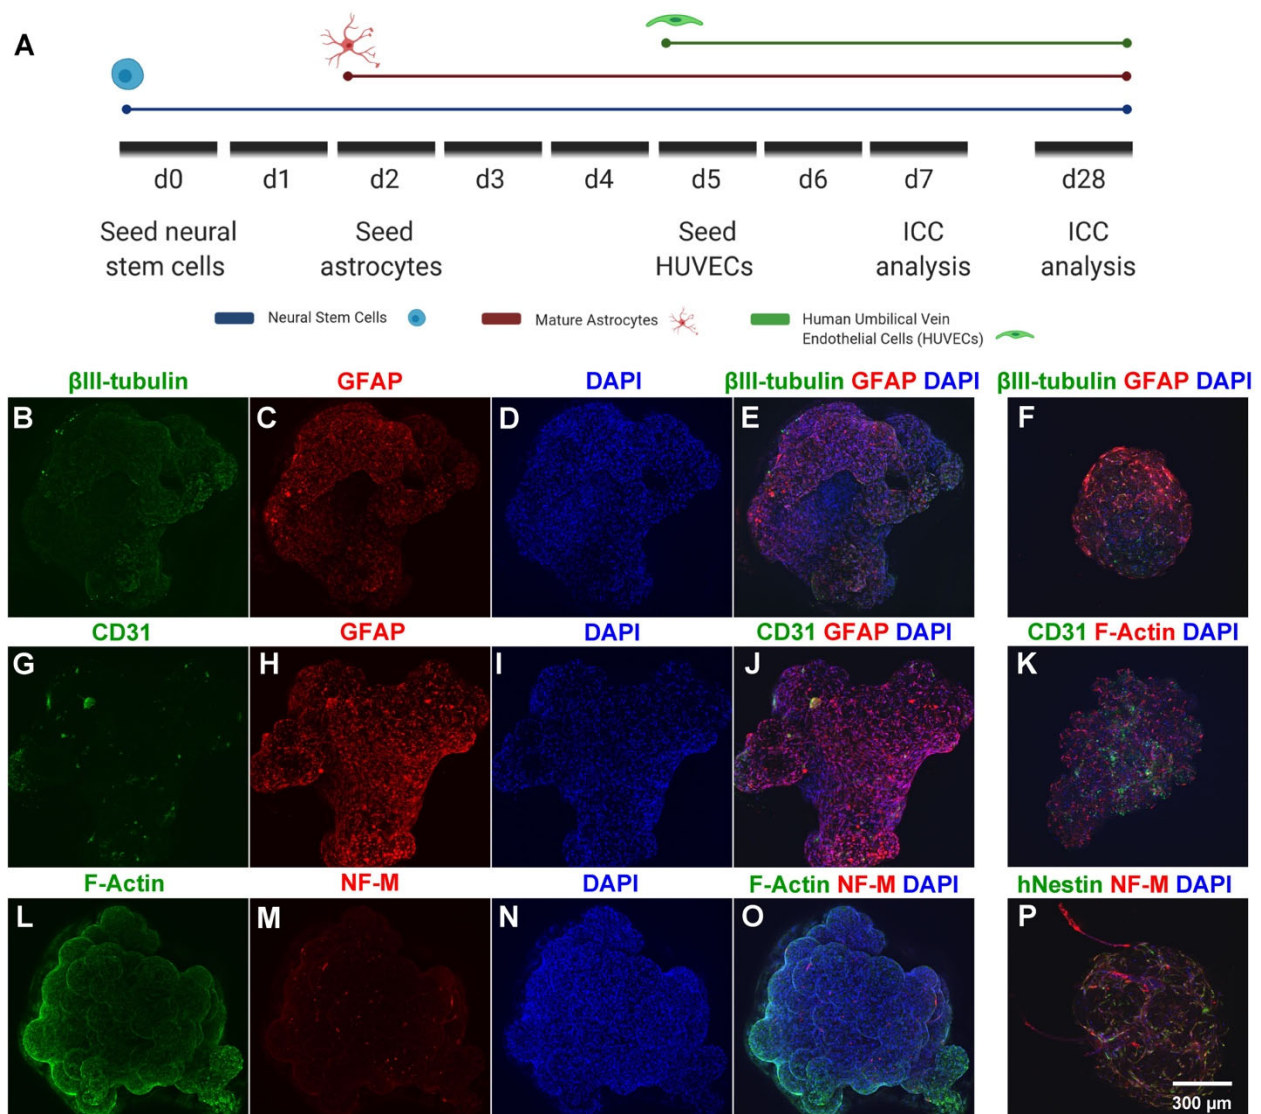 A
d0 d1 d2 d3 d4 d5 d6 d7 d28
Seed neural stem cells
Seed astrocytes
Seed HUVECs
ICC analysis
ICC analysis
Neural Stem Cells
Mature Astrocytes
Human Umbilical Vein
Endothelial Cells (HUVECs)
βIII-tubulin GFAP DAPI βIII-tubulin GFAP DAPI βIII-tubulin GFAP DAPI
B C D E F
CD31 GFAP DAPI CD31 GFAP DAPI CD31 F-Actin DAPI
G H I J K
F-Actin NF-M DAPI F-Actin NF-M DAPI hNestin NF-M DAPI
L M N O P
300 µm